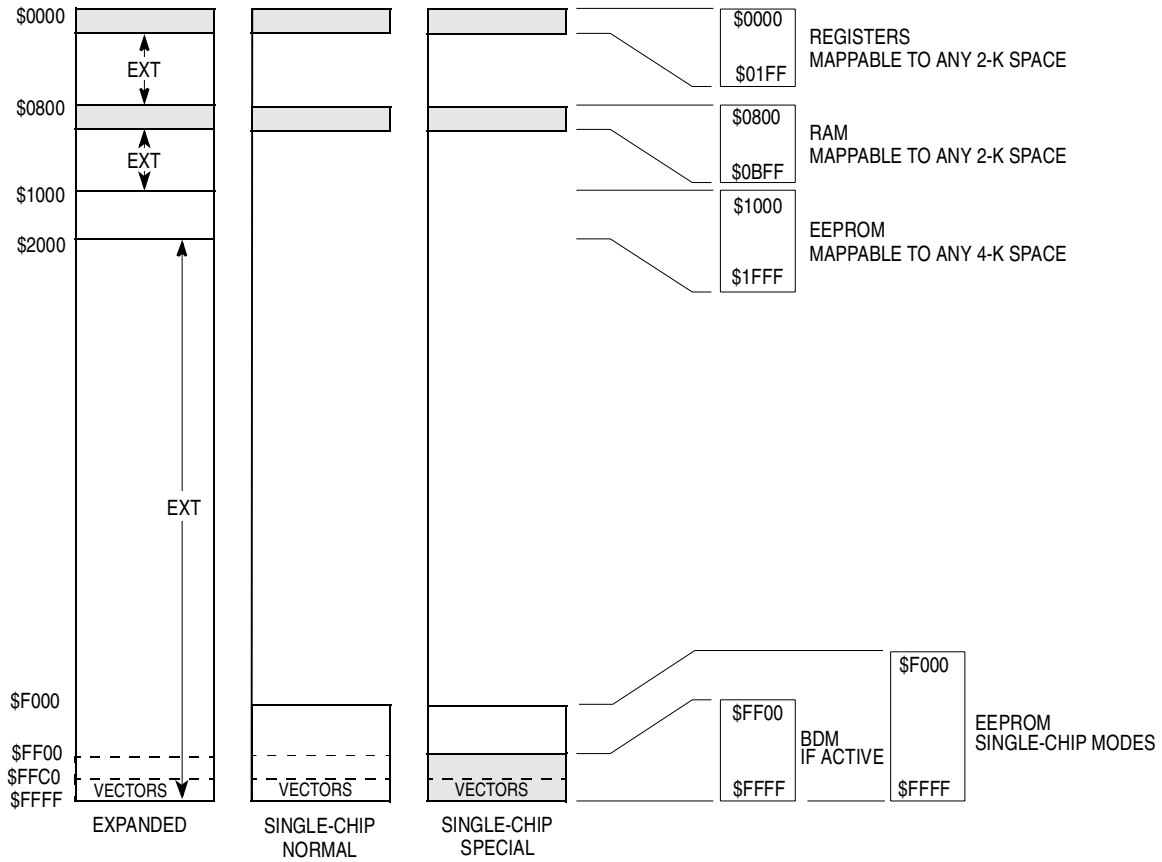 $0000
EXT
$0800
EXT
$1000
$2000
EXT
$F000
$FF00
$FFC0
$FFFF
VECTORS
EXPANDED
VECTORS
SINGLE-CHIP
NORMAL
VECTORS
SINGLE-CHIP
SPECIAL
$0000
$01FF
REGISTERS
MAPPABLE TO ANY 2-K SPACE
$0800
$0BFF
RAM
MAPPABLE TO ANY 2-K SPACE
$1000
$1FFF
EEPROM
MAPPABLE TO ANY 4-K SPACE
$FF00
$FFFF
BDM
IF ACTIVE
$F000
$FFFF
EEPROM
SINGLE-CHIP MODES